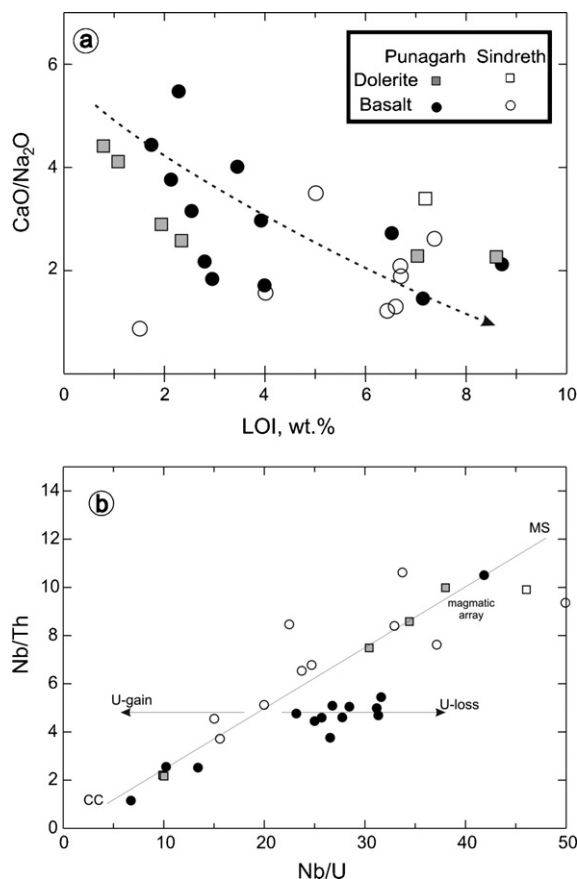 a
Punagarh Sindreth
Dolerite
Basalt
6
4
2
CaO/Na₂O
0 2 4 6 8 10
LOI, wt.%
b
14
12
10
8
6
4
2
0
Nb/Th
MS
magmatic
array
U-gain
U-loss
CC
0 10 20 30 40 50
Nb/U